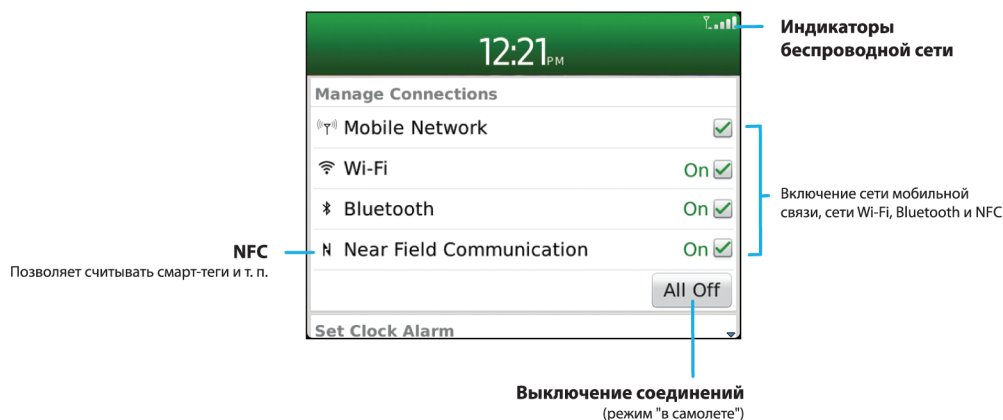 12:21PM
Индикаторы
беспроводной сети
Manage Connections
Mobile Network
Wi-Fi On
Bluetooth On
Near Field Communication On
All Off
Set Clock Alarm
Включение сети мобильной
связи, сети Wi-Fi, Bluetooth и NFC
NFC
Позволяет считывать смарт-теги и т. п.
Выключение соединений
(режим "в самолете")